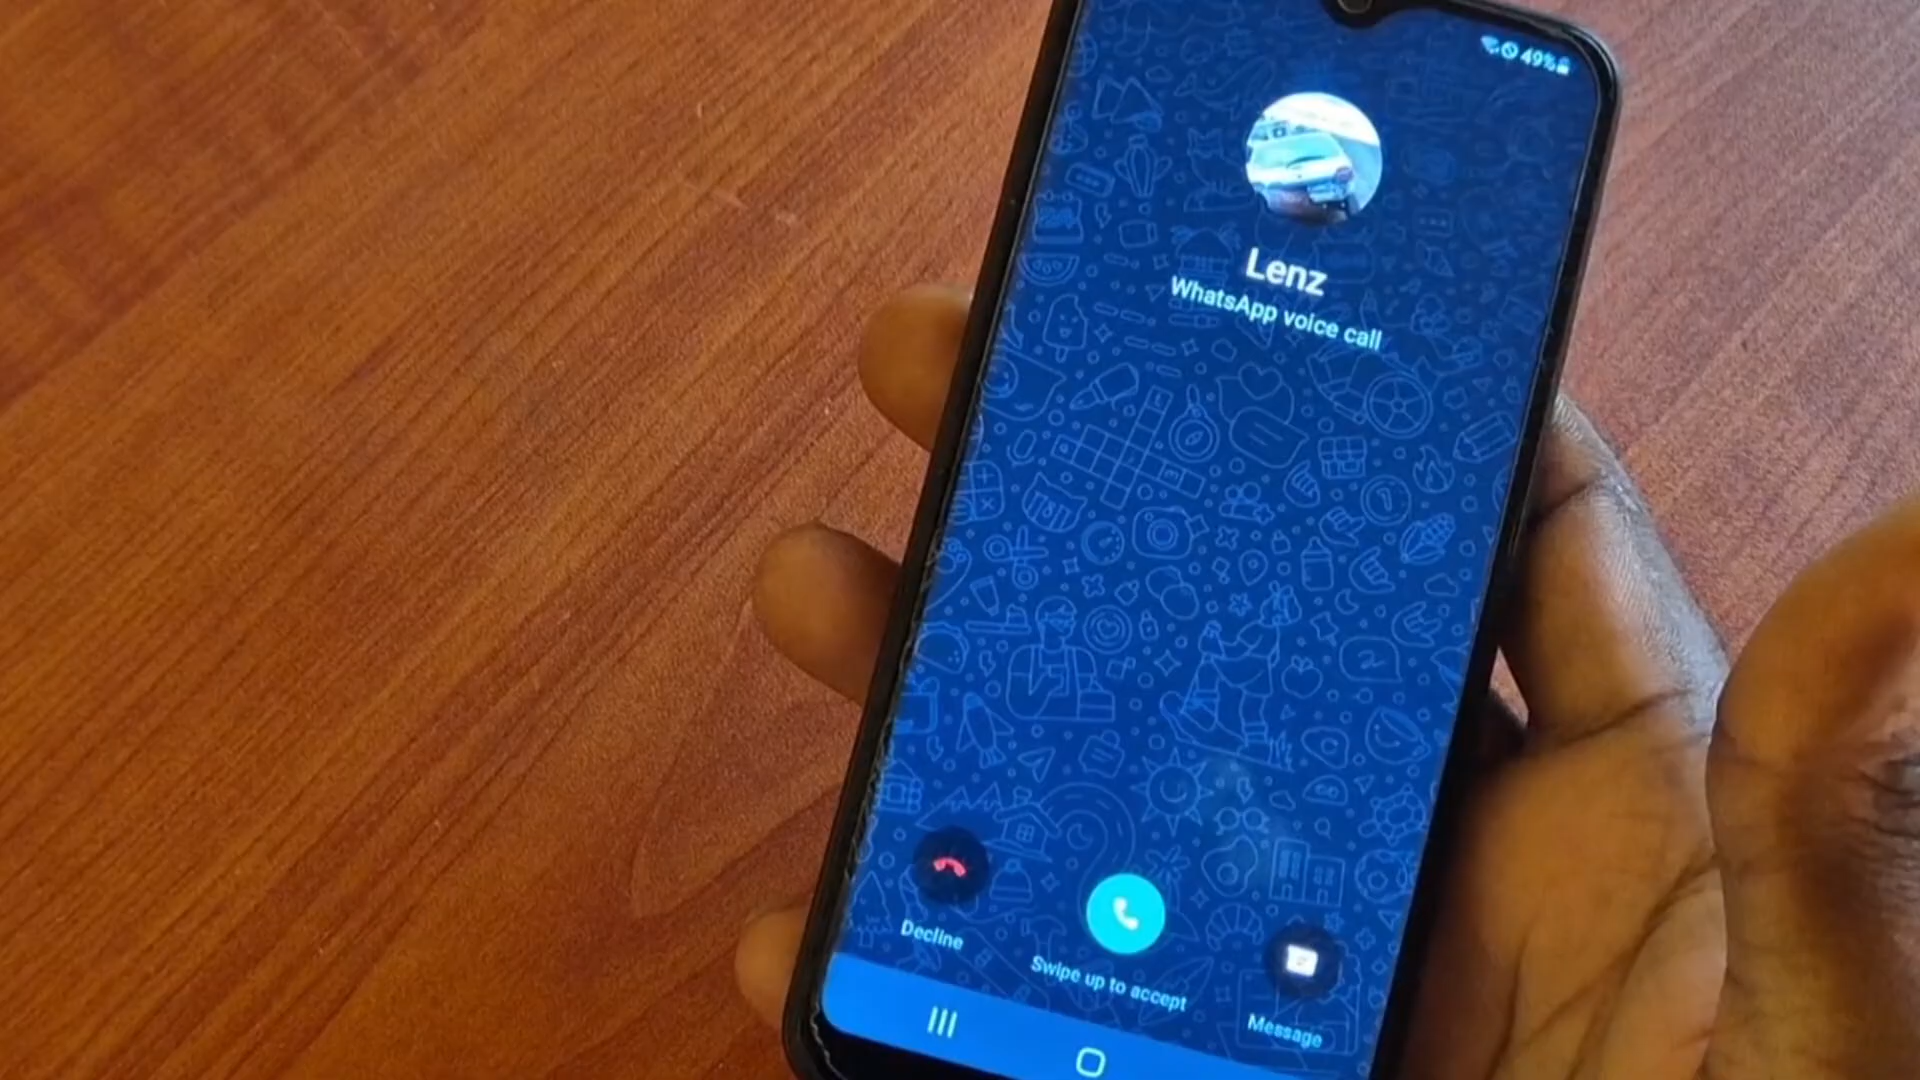 49%
Lenz
WhatsApp voice call
Decline
Swipe up to accept
Message